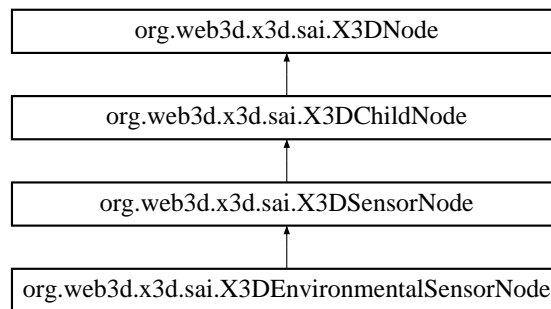 org.web3d.x3d.sai.X3DNode
org.web3d.x3d.sai.X3DChildNode
org.web3d.x3d.sai.X3DSensorNode
org.web3d.x3d.sai.X3DEnvironmentalSensorNode